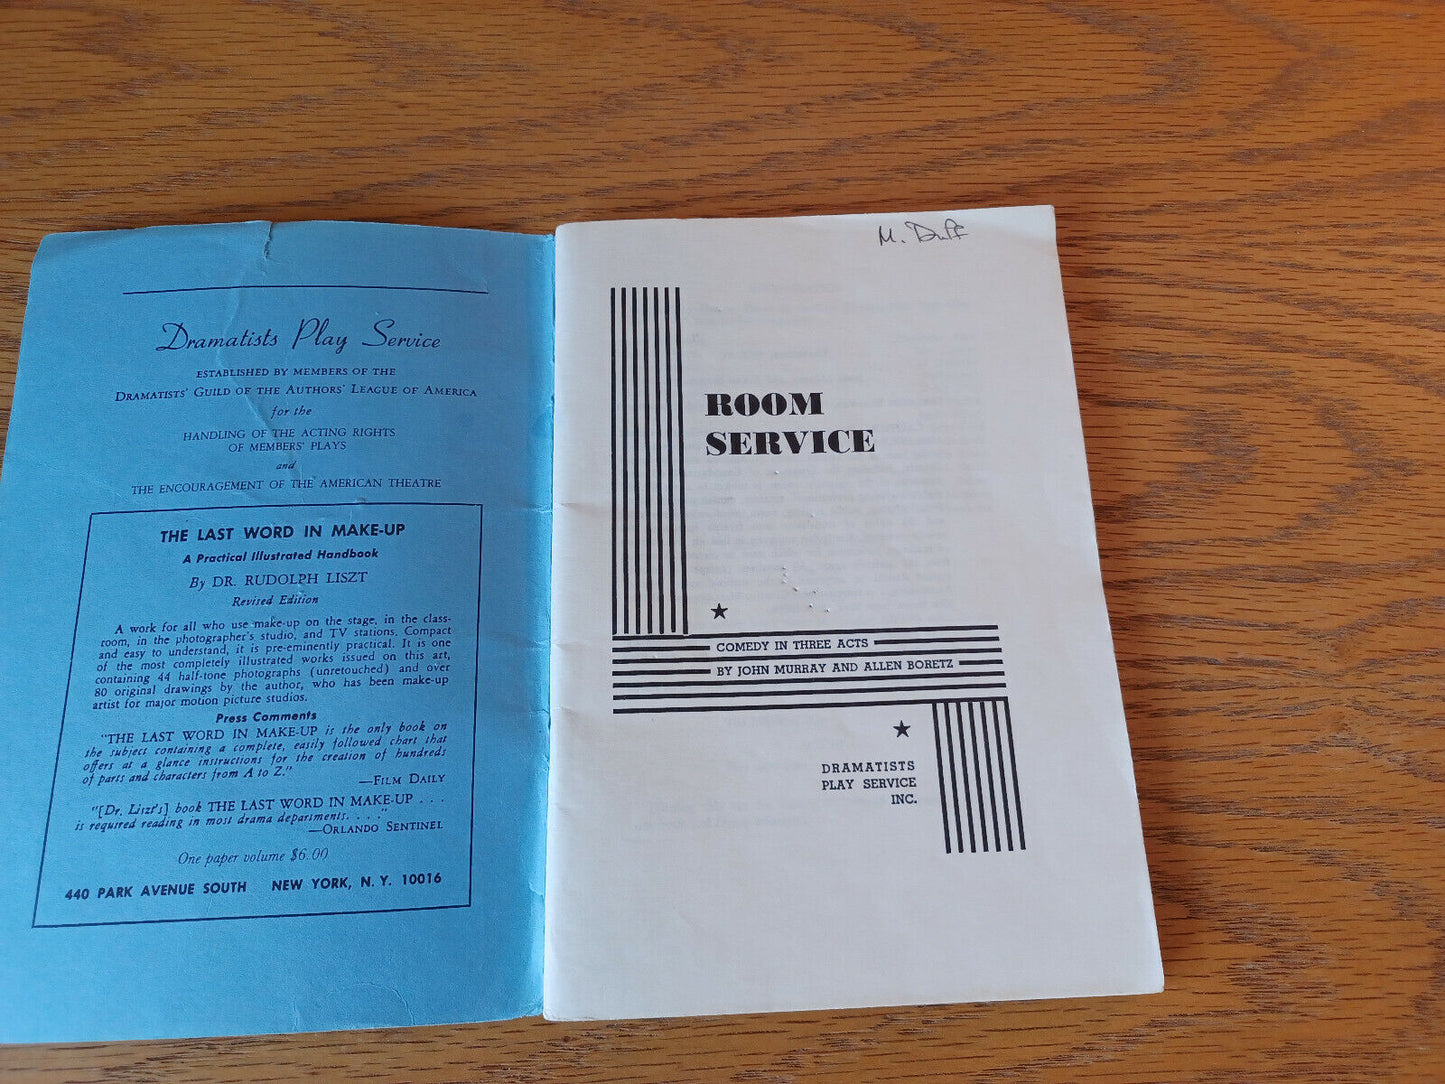 Dramatists Play Service
ESTABLISHED BY MEMBERS OF THE
DRAMATISTS' GUILD OF THE AUTHORS' LEAGUE OF AMERICA
for the
HANDLING OF THE ACTING RIGHTS
OF MEMBERS' PLAYS
and
THE ENCOURAGEMENT OF THE AMERICAN THEATRE
THE LAST WORD IN MAKE-UP
A Practical Illustrated Handbook
By DR. RUDOLPH LISZT
Revised Edition
A work for all who use make-up on the stage, in the class-
room, in the photographer's studio, and TV stations. Compact
and easy to understand, it is pre-eminently practical. It is one
of the most completely illustrated works issued on this art,
containing 44 half-tone photographs (unretouched) and over
80 original drawings by the author, who has been make-up
artist for major motion picture studios.
Press Comments
"THE LAST WORD IN MAKE-UP is the only book on
the subject containing a complete, easily followed chart that
offers at a glance instructions for the creation of hundreds
of parts and characters from A to Z."
—FILM DAILY
"[Dr. Liszt's] book THE LAST WORD IN MAKE-UP . . .
is required reading in most drama departments. . . ."
—ORLANDO SENTINEL
One paper volume $6.00
440 PARK AVENUE SOUTH NEW YORK, N. Y. 10016
M. Duff
ROOM
SERVICE
COMEDY IN THREE ACTS
BY JOHN MURRAY AND ALLEN BORETZ
DRAMATISTS
PLAY SERVICE
INC.